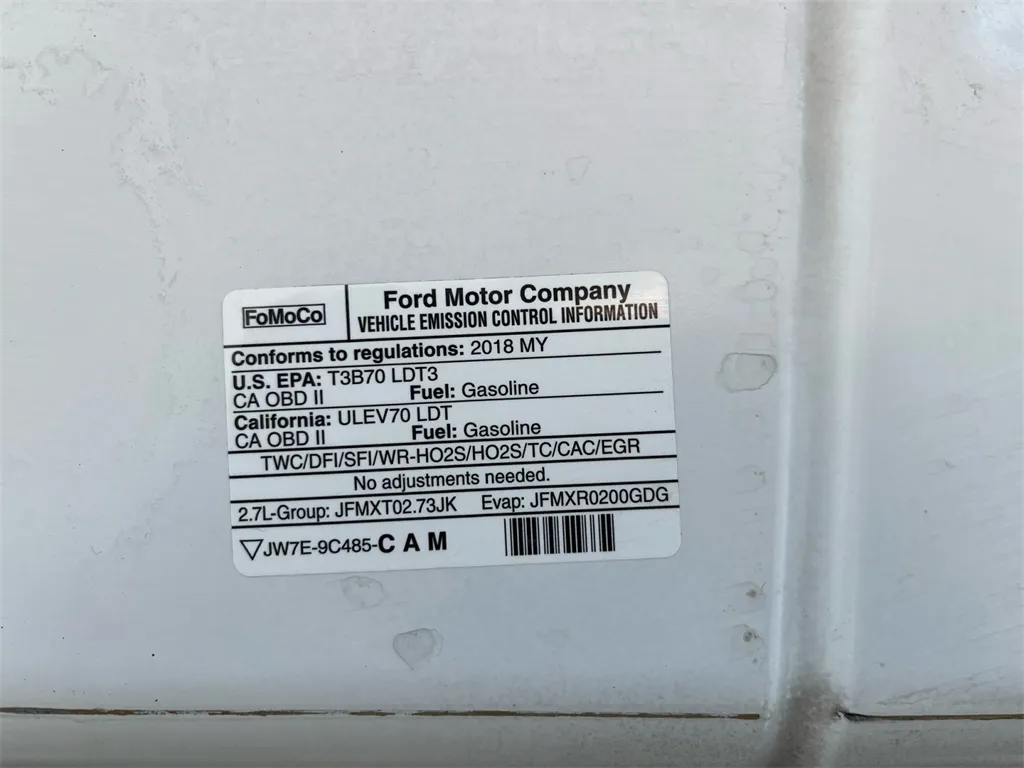 FoMoCo
Ford Motor Company
VEHICLE EMISSION CONTROL INFORMATION
Conforms to regulations: 2018 MY
U.S. EPA: T3B70 LDT3
CA OBD II Fuel: Gasoline
California: ULEV70 LDT
CA OBD II Fuel: Gasoline
TWC/DFI/SFI/WR-HO2S/HO2S/TC/CAC/EGR
No adjustments needed.
2.7L-Group: JFMXT02.73JK Evap: JFMXR0200GDG
▽JW7E-9C485-C A M